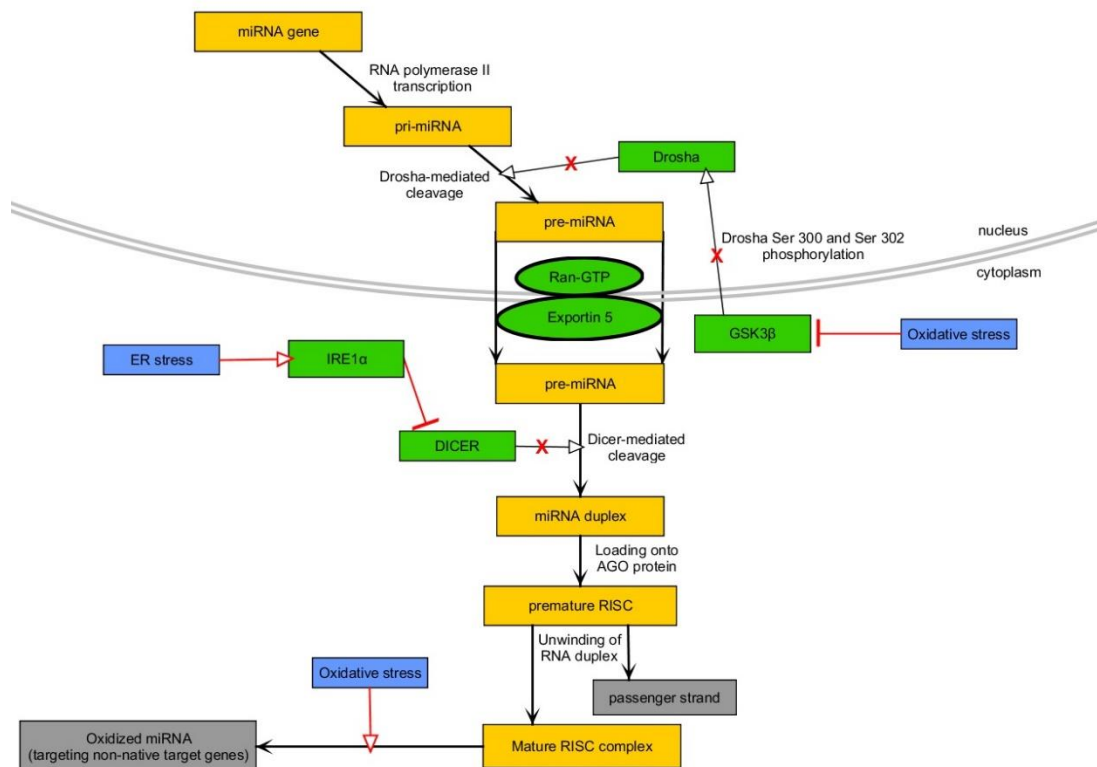 miRNA gene
RNA polymerase II
transcription
pri-miRNA
Drosha
X
Drosha-mediated
cleavage
pre-miRNA
Drosha Ser 300 and Ser 302
phosphorylation
X
nucleus
cytoplasm
Ran-GTP
Exportin 5
GSK3β
Oxidative stress
ER stress
IRE1α
pre-miRNA
DICER
X
Dicer-mediated
cleavage
miRNA duplex
Loading onto
AGO protein
premature RISC
Unwinding of
RNA duplex
Oxidative stress
passenger strand
Oxidized miRNA
(targeting non-native target genes)
Mature RISC complex